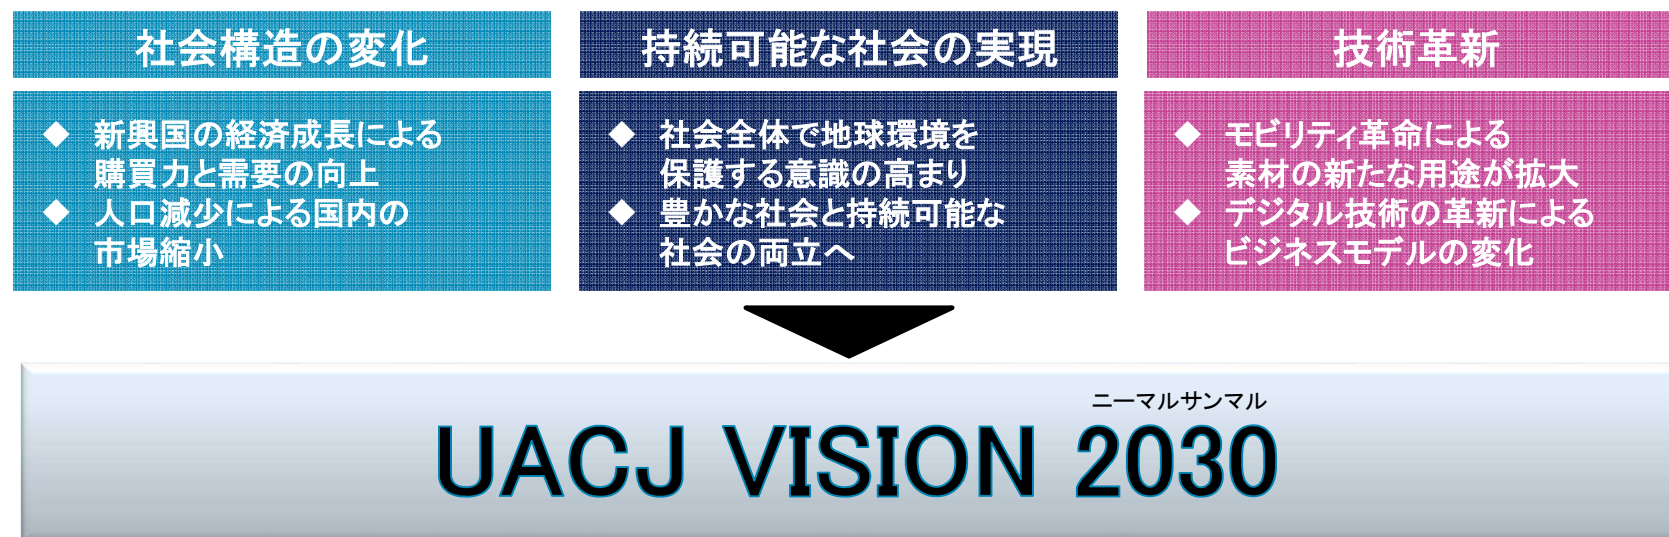 社会構造の変化
◆ 新興国の経済成長による
購買力と需要の向上
◆ 人口減少による国内の
市場縮小
持続可能な社会の実現
◆ 社会全体で地球環境を
保護する意識の高まり
◆ 豊かな社会と持続可能な
社会の両立へ
技術革新
◆ モビリティ革命による
素材の新たな用途が拡大
◆ デジタル技術の革新による
ビジネスモデルの変化
ニーマルサンマル
UACJ VISION 2030